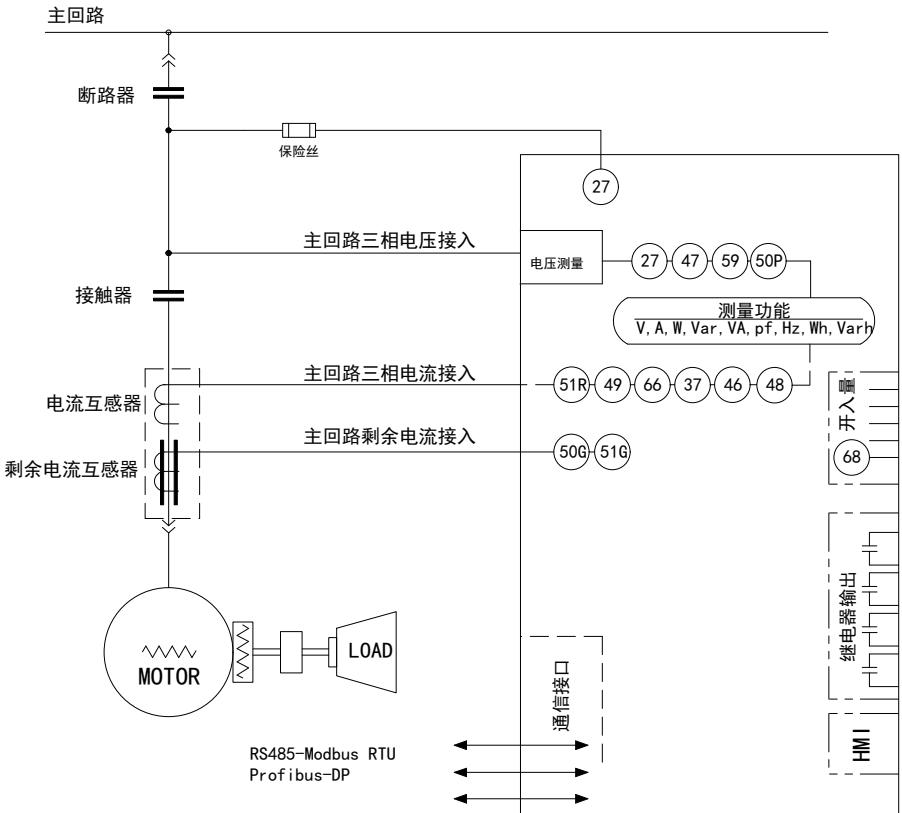 主回路
断路器
保险丝
27
主回路三相电压接入
电压测量
27 47 59 50P
接触器
测量功能
V, A, W, Var, VA, pf, Hz, Wh, Varh
主回路三相电流接入
51R 49 66 37 46 48
电流互感器
开入量
主回路剩余电流接入
50G 51G
68
剩余电流互感器
继电器输出
LOAD
MOTOR
通信接口
HMI
RS485-Modbus RTU
Profibus-DP